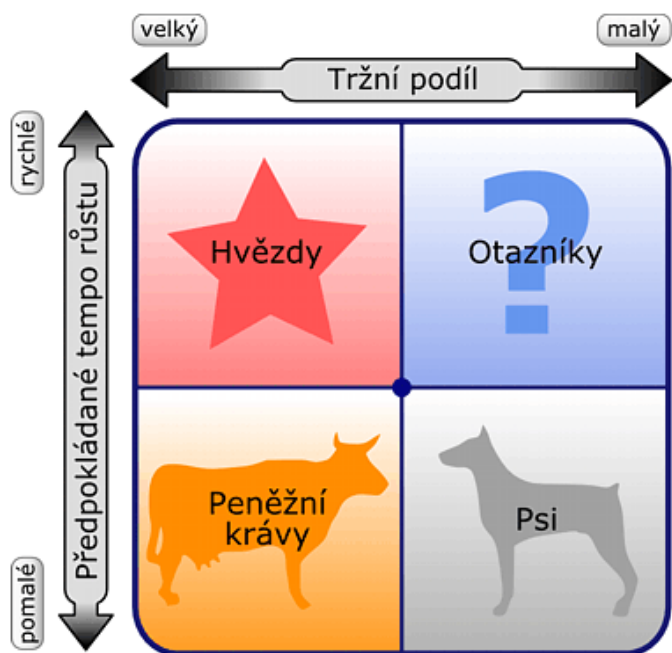 velký
malý
Tržní podíl
rychlé
Předpokládané tempo růstu
pomalé
Hvězdy
Otazníky
Peněžní
krávy
Psi